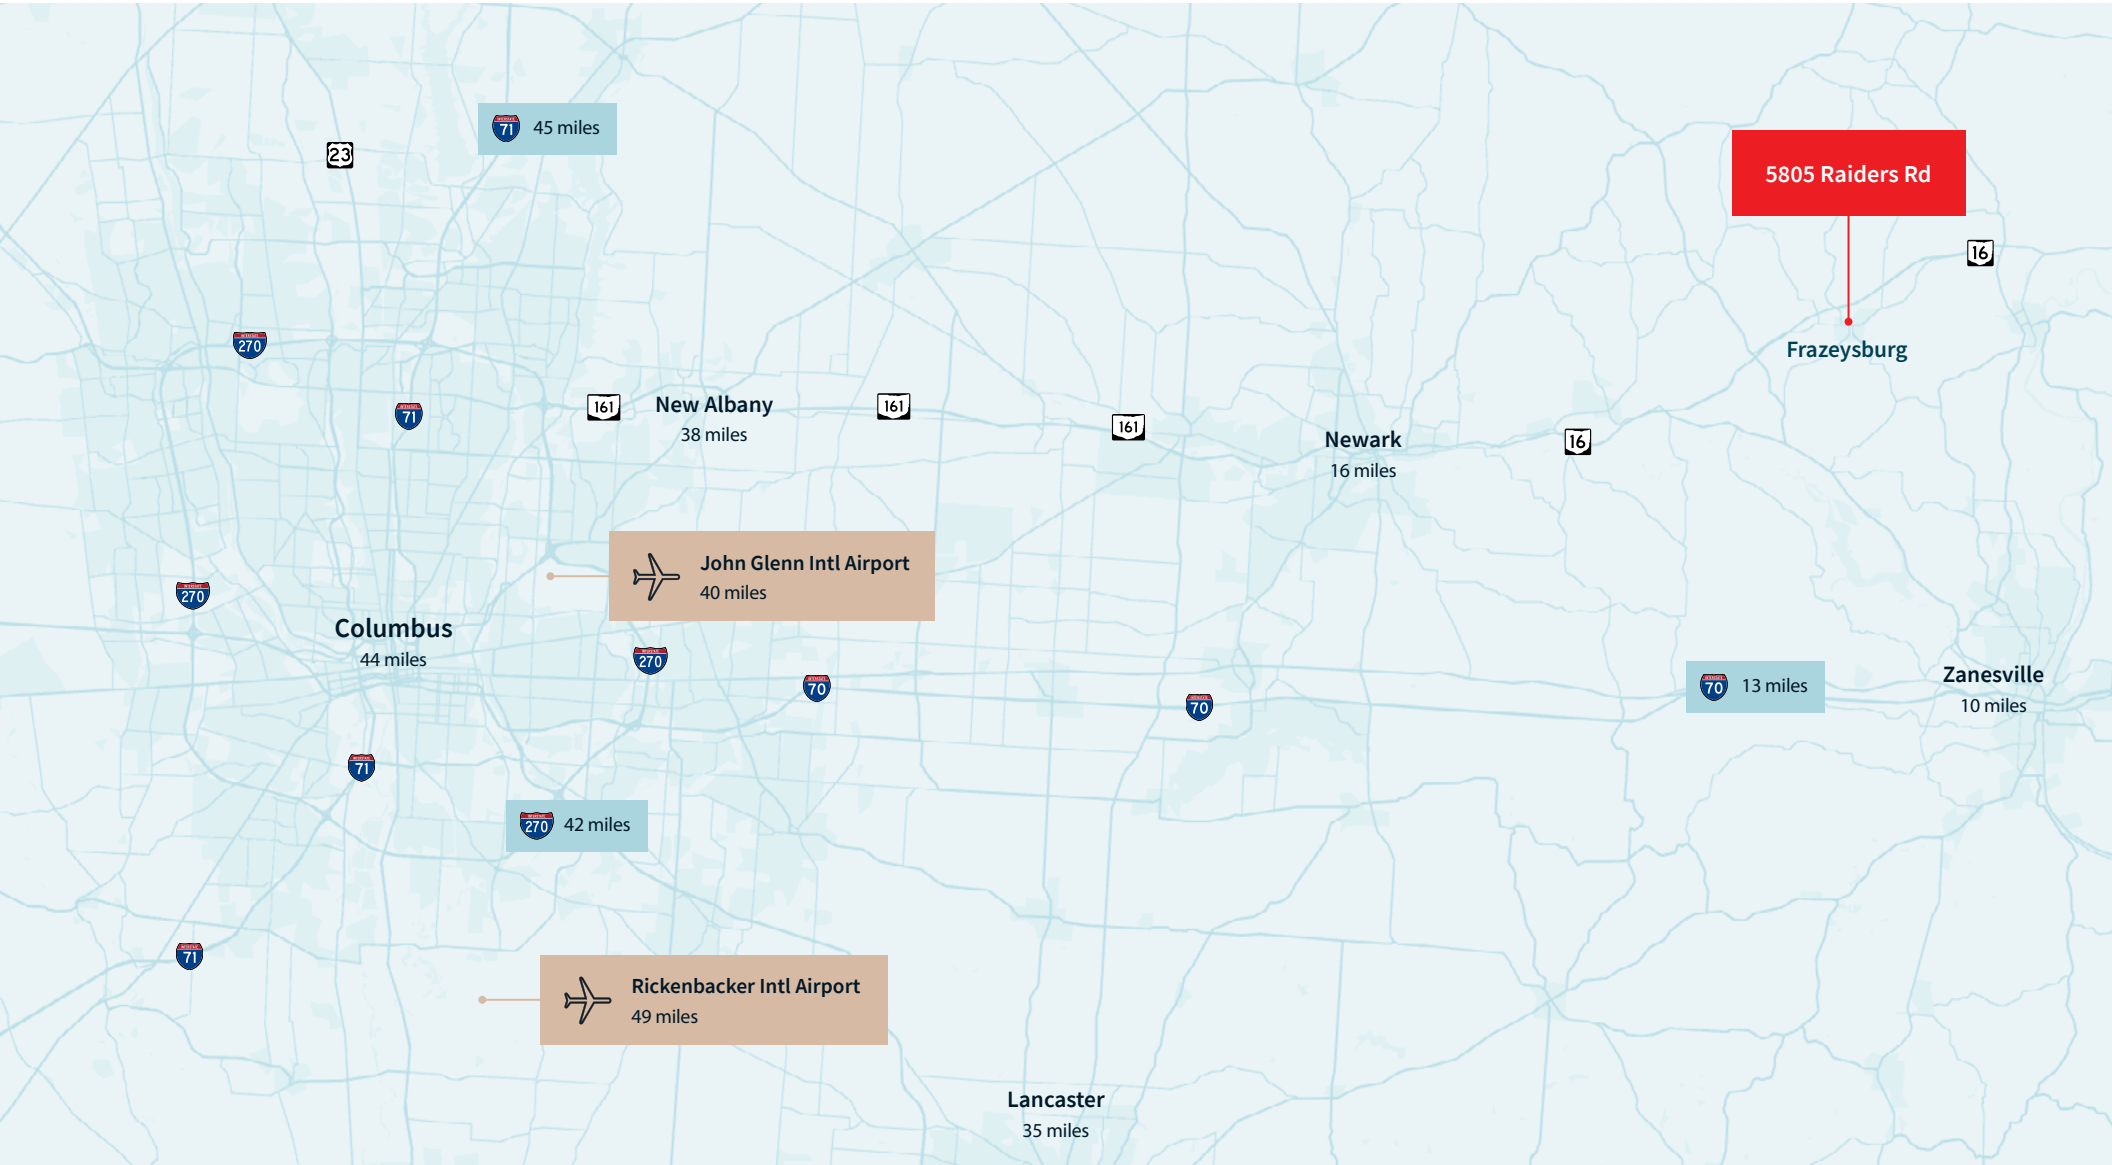 71 45 miles
23
5805 Raiders Rd
16
270
Frazeysburg
71
161
New Albany
38 miles
161
161
Newark
16 miles
16
John Glenn Intl Airport
40 miles
270
Columbus
44 miles
270
70
70
70 13 miles
Zanesville
10 miles
71
270 42 miles
71
Rickenbacker Intl Airport
49 miles
Lancaster
35 miles